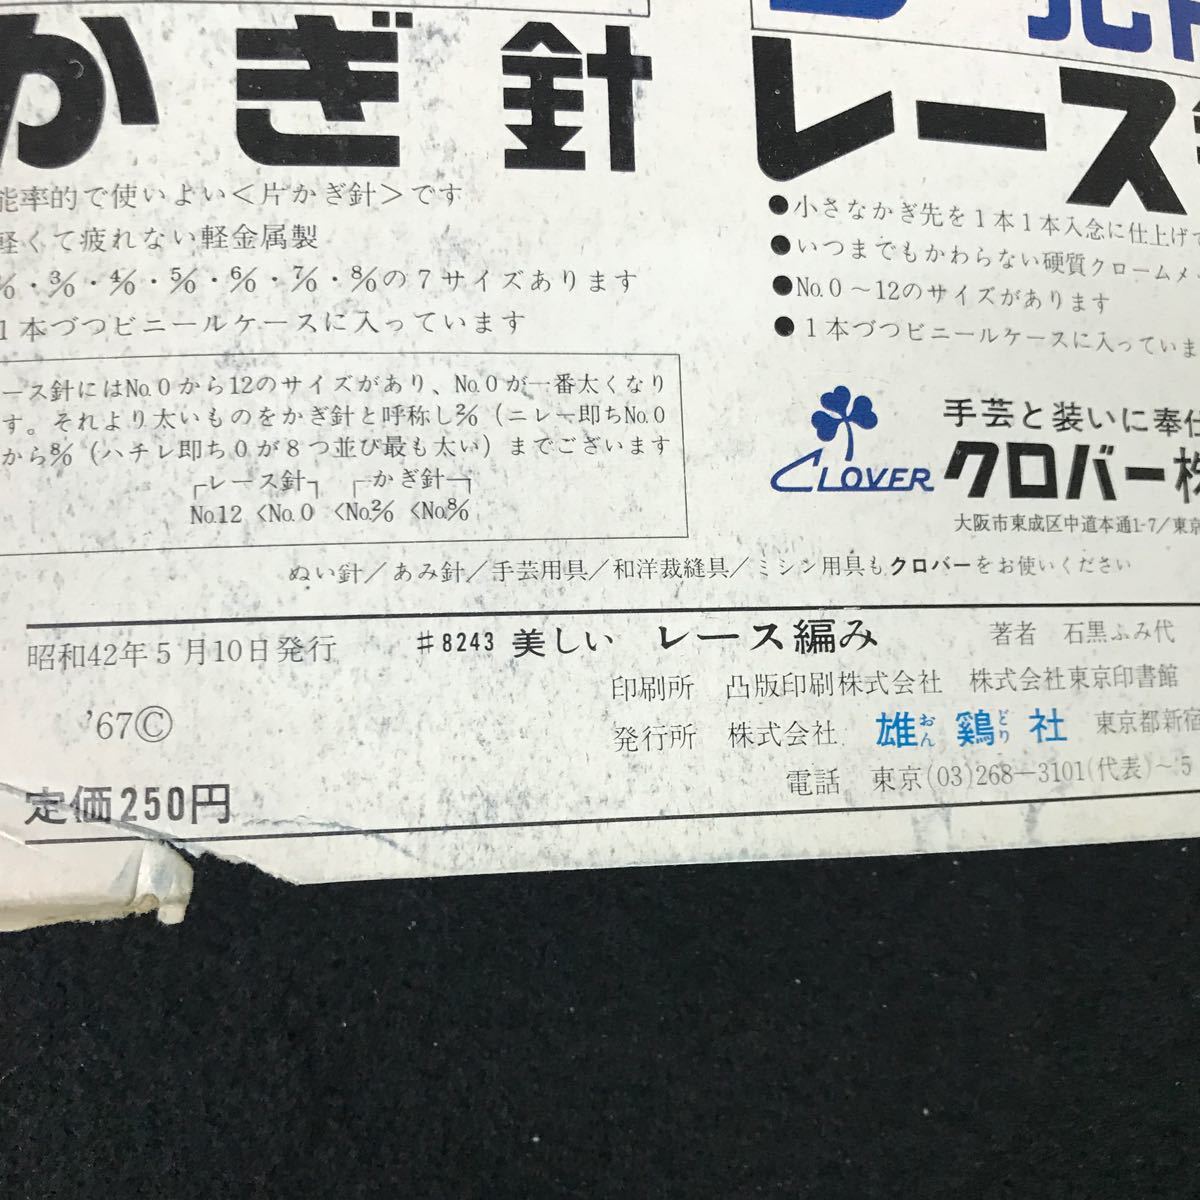 かぎ針
能率的で使いよい<片かぎ針>です
軽くて疲れない軽金属製
・3/0・4/0・5/0・6/0・7/0・8/0の7サイズあります
1本づつビニールケースに入っています
ース針にはNo.0から12のサイズがあり、No.0が一番太くなり
す。それより太いものをかぎ針と呼称し2/0（ニレー即ちNo.0
から8/0（ハチレ即ち0が8つ並び最も太い）までございます
レース針 かぎ針
No.12 <No.0 <No.2/0 <No.8/0
レース
●小さなかぎ先を1本1本入念に仕上げて
●いつまでもかわらない硬質クロームメ
●No.0～12のサイズがあります
●1本づつビニールケースに入っていま
CLOVER
手芸と装いに奉仕
クロバー株
大阪市東成区中道本通1-7/東京
ぬい針/あみ針/手芸用具/和洋裁縫具/ミシン用具もクロバーをお使いください
昭和42年5月10日発行 #8243 美しい レース編み 著者 石黒ふみ代
印刷所 凸版印刷株式会社 株式会社東京印書館
'67© 発行所 株式会社 雄鷄社 東京都新宿
おん どり
電話 東京(03)268-3101(代表)～5
定価250円